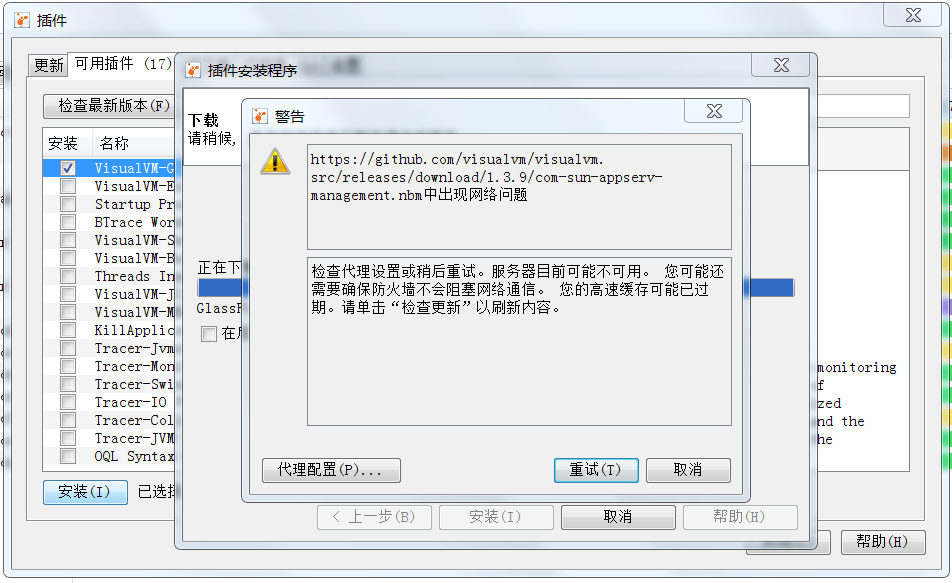 插件
更新
可用插件 (17)
检查最新版本(F)
安装
名称
VisualVM-G
VisualVM-E
Startup Pr
BTrace Wor
VisualVM-S
VisualVM-B
Threads In
VisualVM-J
VisualVM-M
KillApplic
Tracer-Jvm
Tracer-Mon
Tracer-Swi
Tracer-IO
Tracer-Col
Tracer-JVM
OQL Syntax
安装(I)
已选择
插件安装程序
下载
请稍候,
正在下
GlassF
警告
https://github.com/visualvm/visualvm.
src/releases/download/1.3.9/com-sun-appserv-
management.nbm中出现网络问题
检查代理设置或稍后重试。服务器目前可能不可用。 您可能还
需要确保防火墙不会阻塞网络通信。 您的高速缓存可能已过
期。请单击“检查更新”以刷新内容。
代理配置(P)...
重试(T)
取消
< 上一步(B)
安装(I)
取消
帮助(H)
monitoring
f
zed
nd the
he
帮助(H)